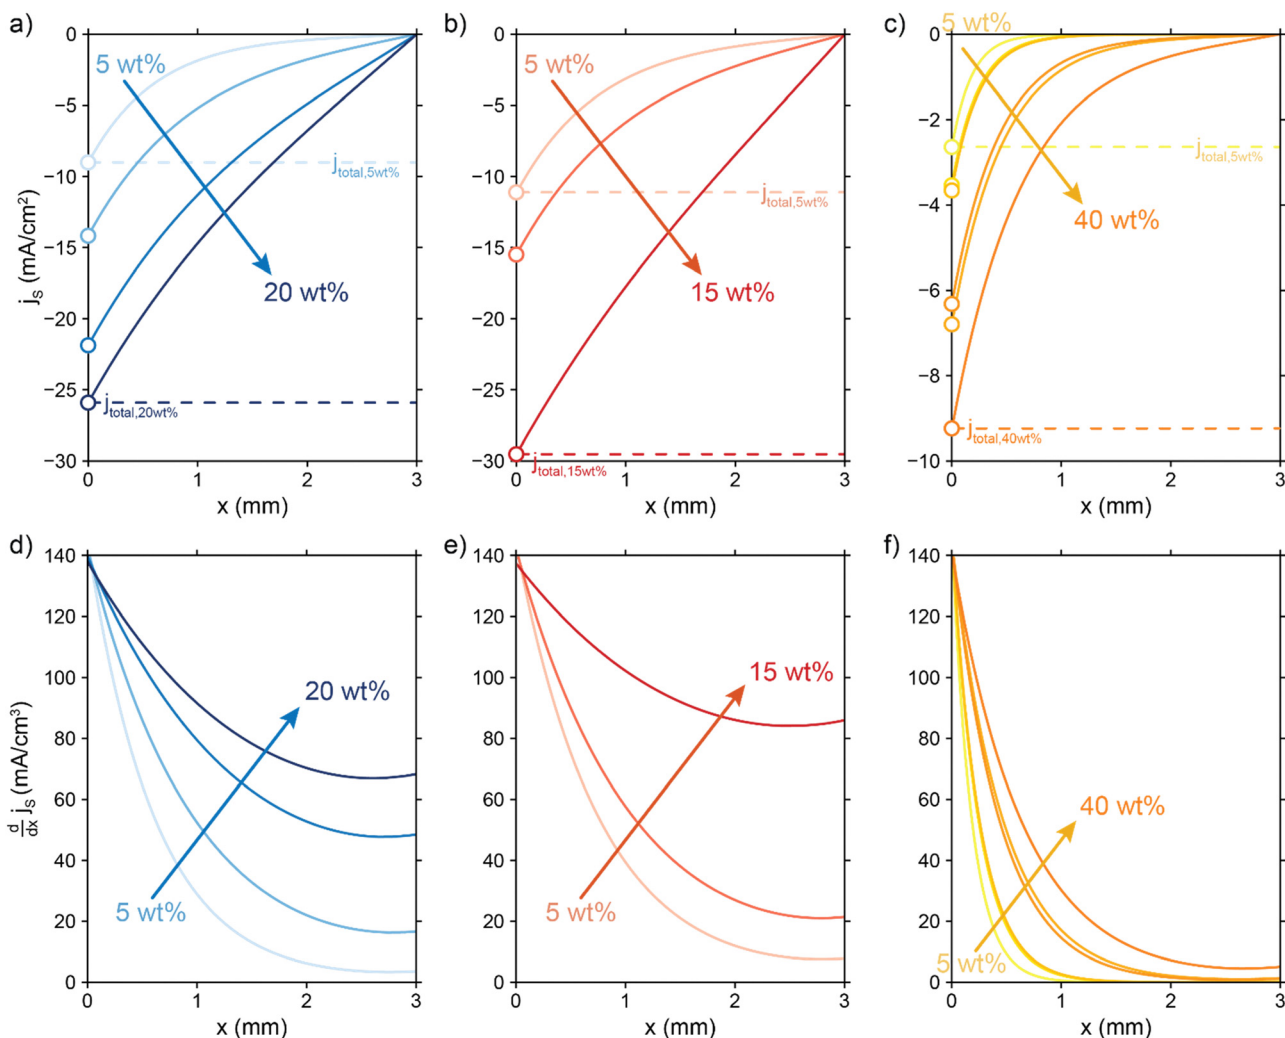 a)
0
−5
−10
−15
−20
−25
−30
j_s (mA/cm²)
5 wt%
20 wt%
j_total,5wt%
j_total,20wt%
0
1
2
3
x (mm)
b)
0
−5
−10
−15
−20
−25
−30
5 wt%
15 wt%
j_total,5wt%
j_total,15wt%
0
1
2
3
x (mm)
c)
0
−2
−4
−6
−8
−10
5 wt%
40 wt%
j_total,5wt%
j_total,40wt%
0
1
2
3
x (mm)
d)
140
120
100
80
60
40
20
0
d/dx j_s (mA/cm³)
20 wt%
5 wt%
0
1
2
3
x (mm)
e)
140
120
100
80
60
40
20
0
15 wt%
5 wt%
0
1
2
3
x (mm)
f)
140
120
100
80
60
40
20
0
40 wt%
5 wt%
0
1
2
3
x (mm)